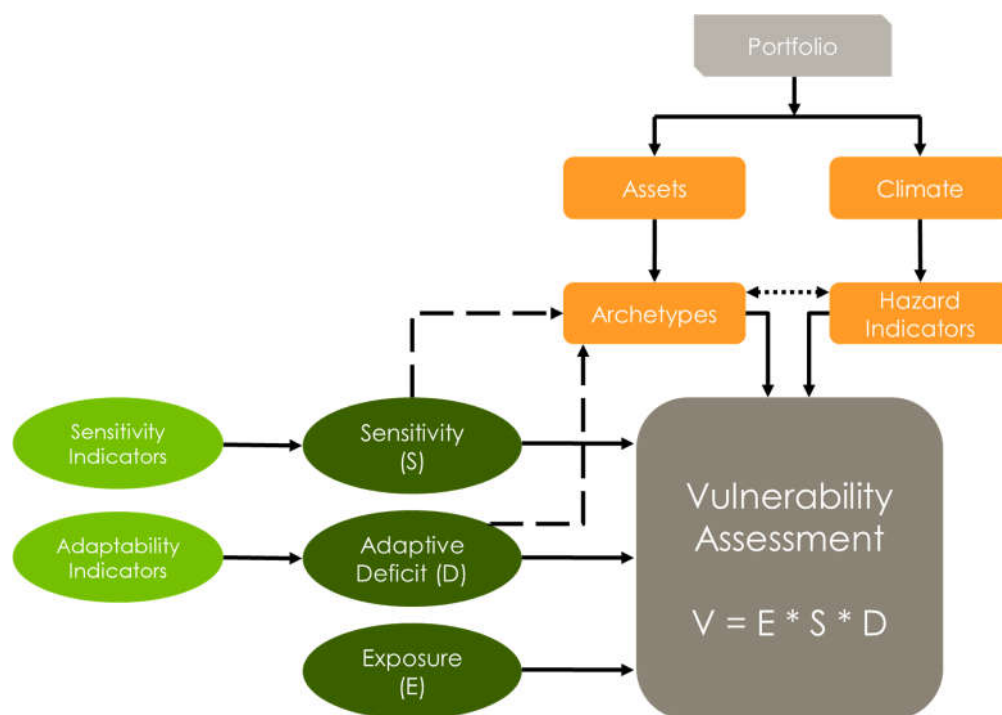 Portfolio
Assets
Climate
Archetypes
Hazard
Indicators
Sensitivity
Indicators
Sensitivity
(S)
Adaptability
Indicators
Adaptive
Deficit (D)
Exposure
(E)
Vulnerability
Assessment
V = E * S * D